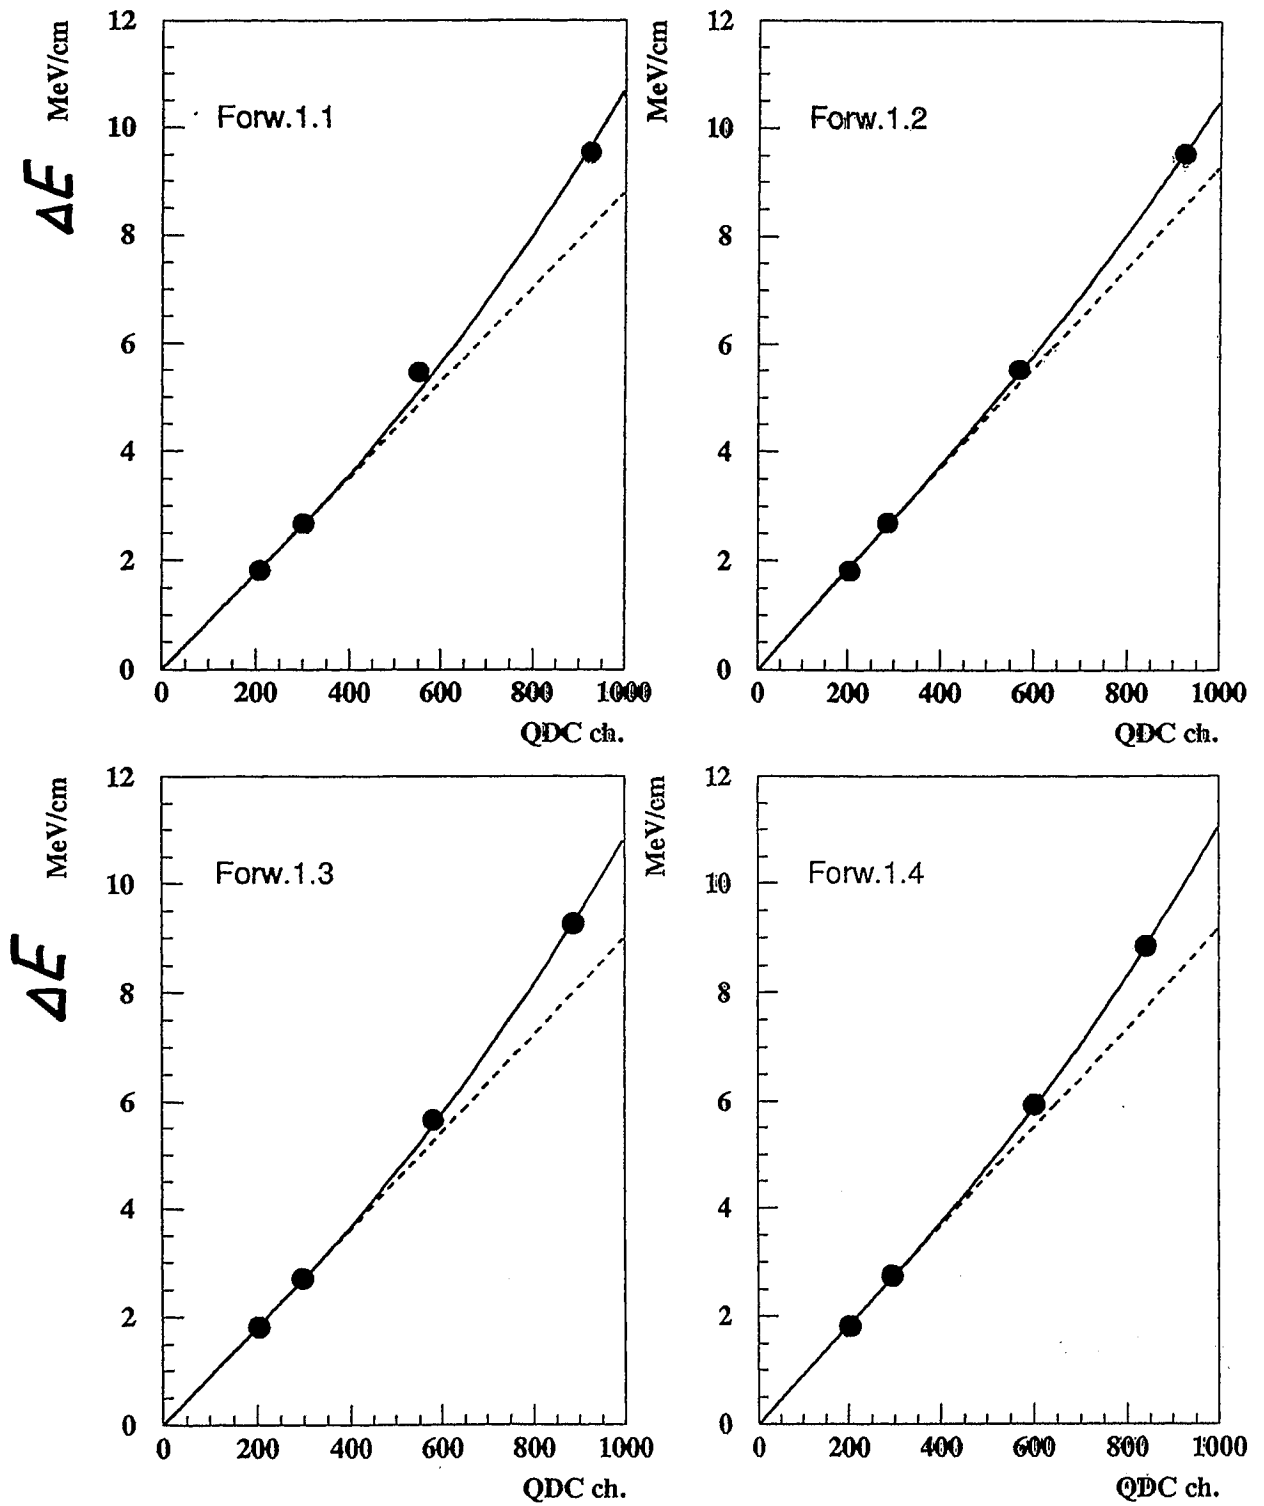 12 12
MeV/cm MeV/cm
Forw.1.1 Forw.1.2
10 10
ΔE
8 8
6 6
4 4
2 2
0 0
0 200 400 600 800 1000 0 200 400 600 800 1000
QDC ch. QDC ch.
12 12
MeV/cm MeV/cm
Forw.1.3 Forw.1.4
10 10
ΔE
8 8
6 6
4 4
2 2
0 0
0 200 400 600 800 1000 0 200 400 600 800 1000
QDC ch. QDC ch.